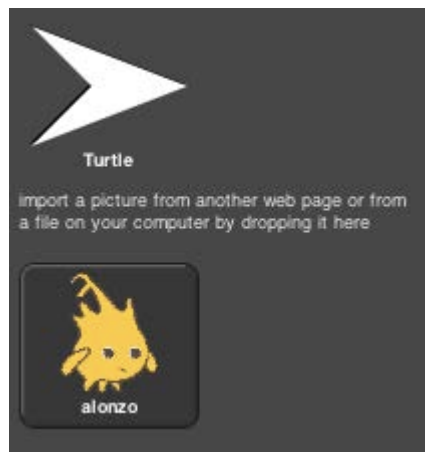 Turtle
import a picture from another web page or from
a file on your computer by dropping it here
alonzo